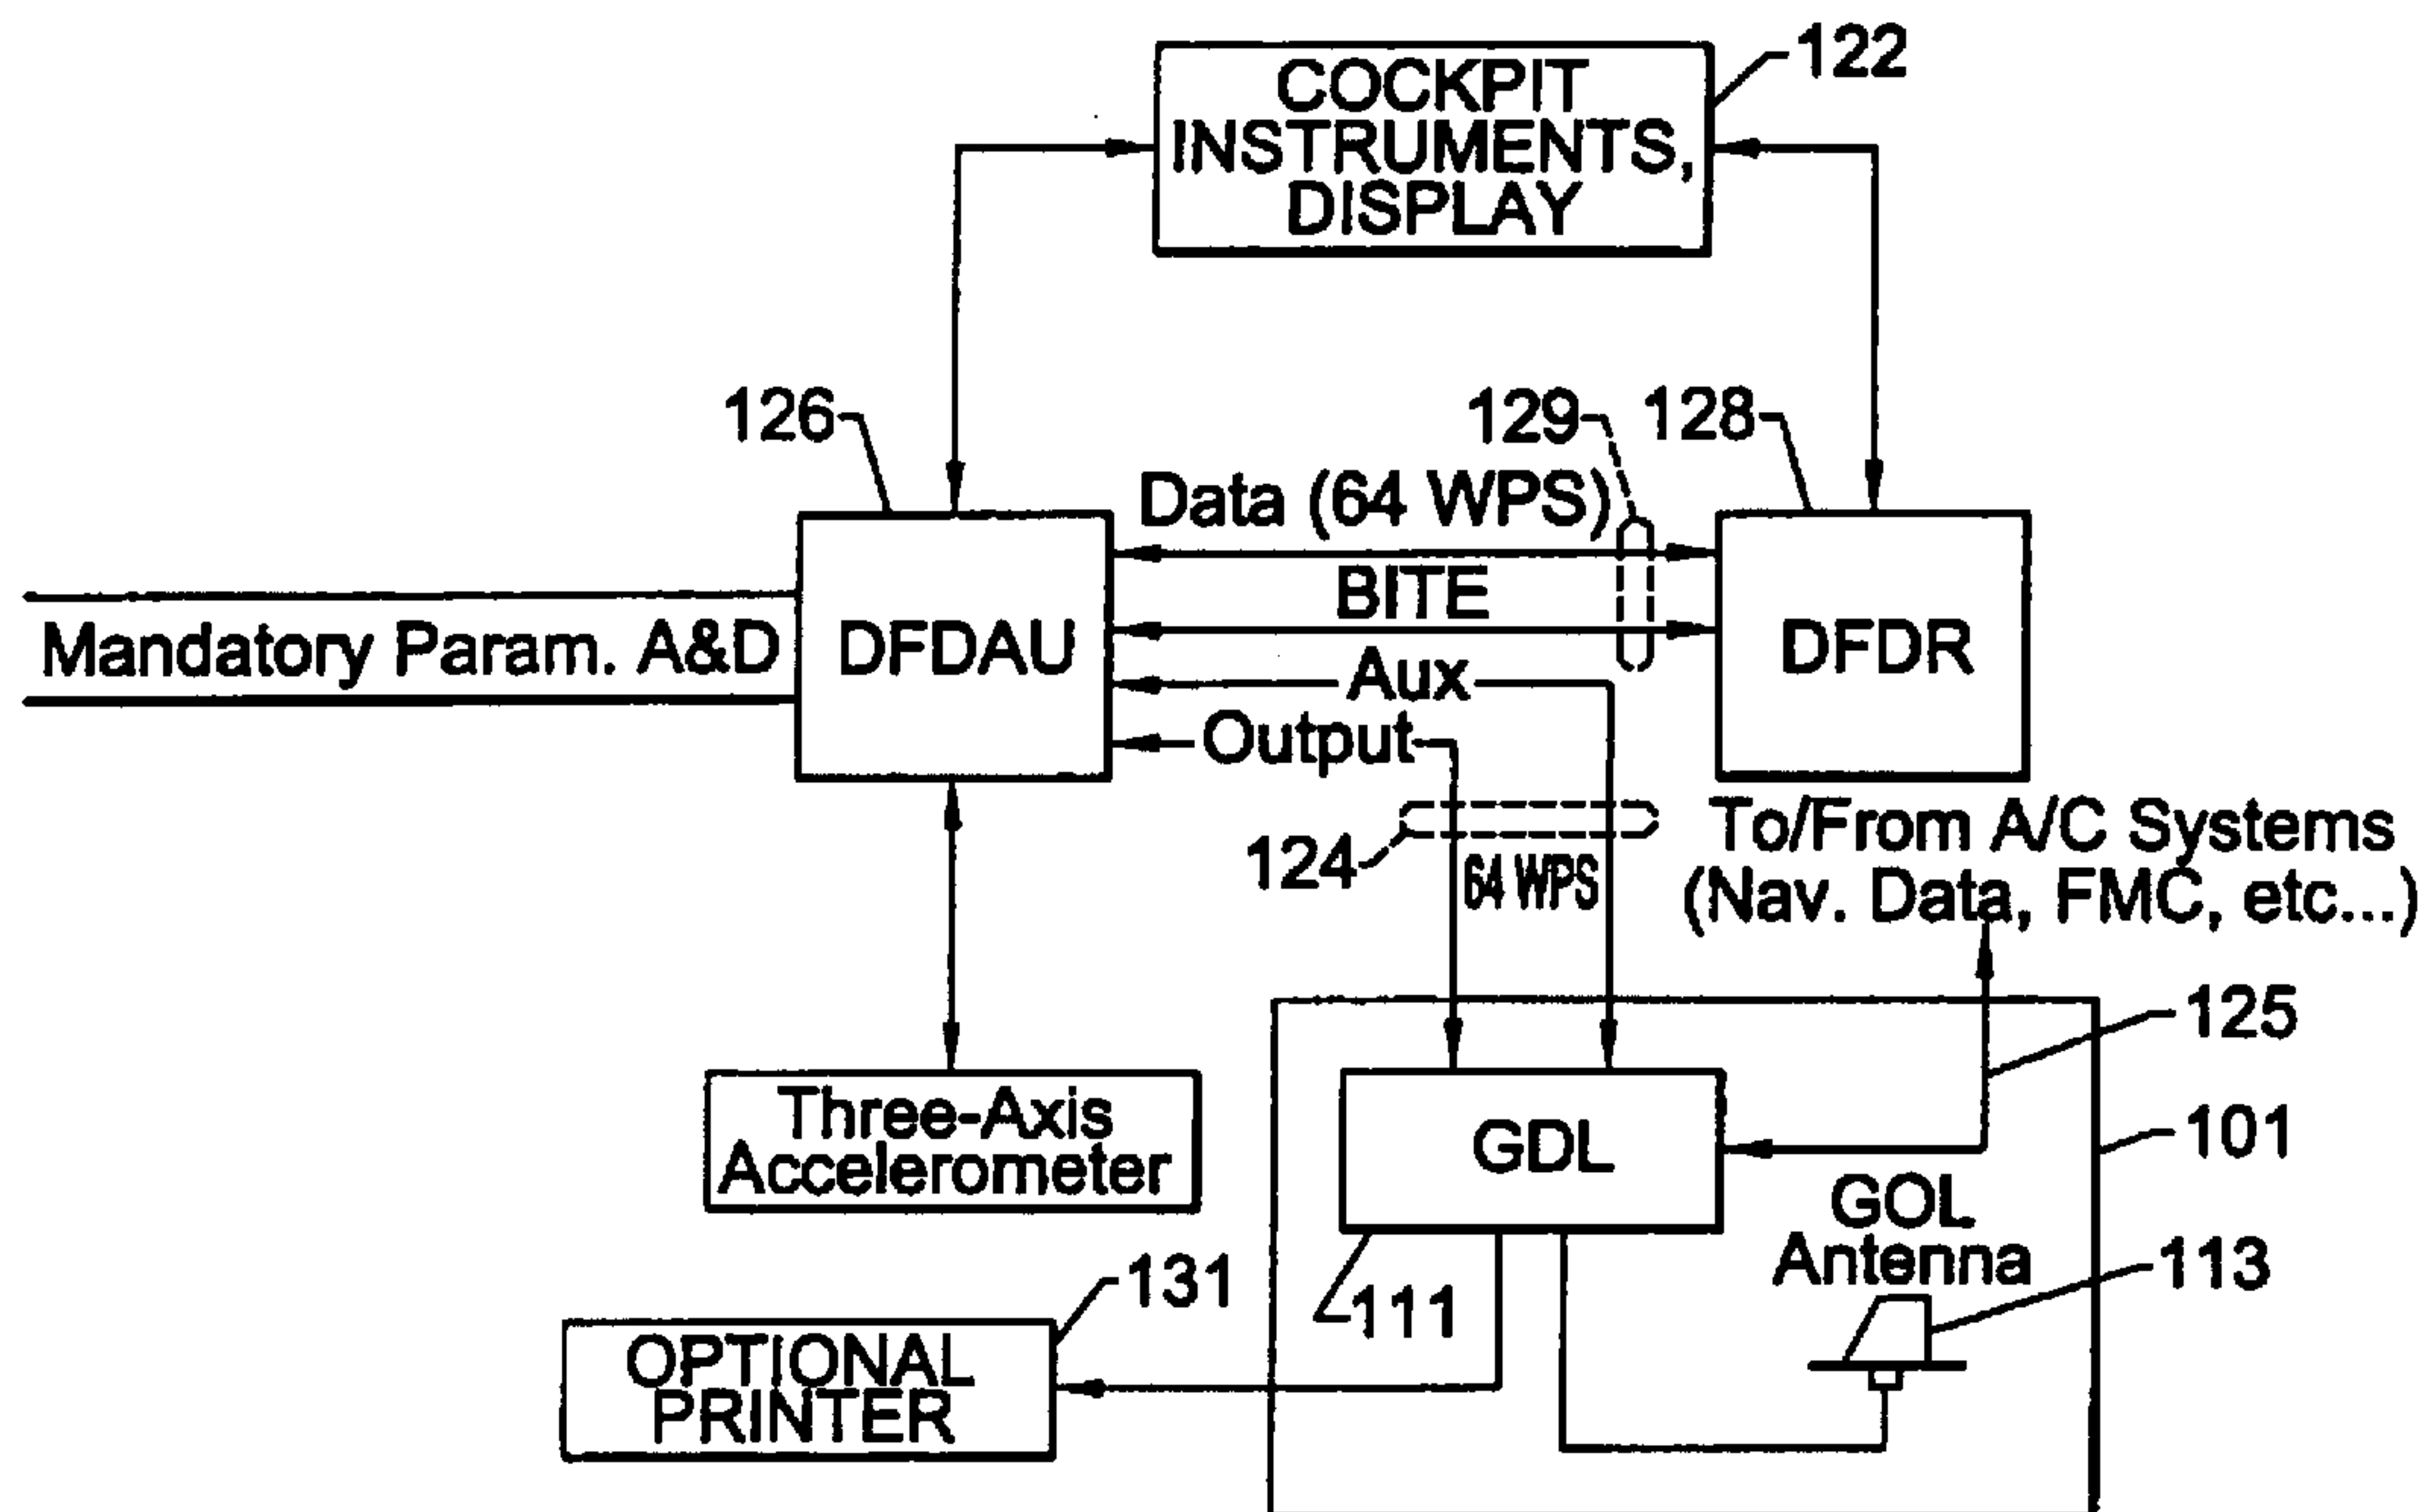 122
COCKPIT
INSTRUMENTS,
DISPLAY
126
129
128
Data (64 WPS)
BITE
Mandatory Param. A&D
DFDAU
DFDR
Aux
Output
124
64 WPS
To/From A/C Systems
(Nav. Data, FMC, etc...)
125
101
Three-Axis
Accelerometer
GDL
GOL
Antenna
113
131
111
OPTIONAL
PRINTER